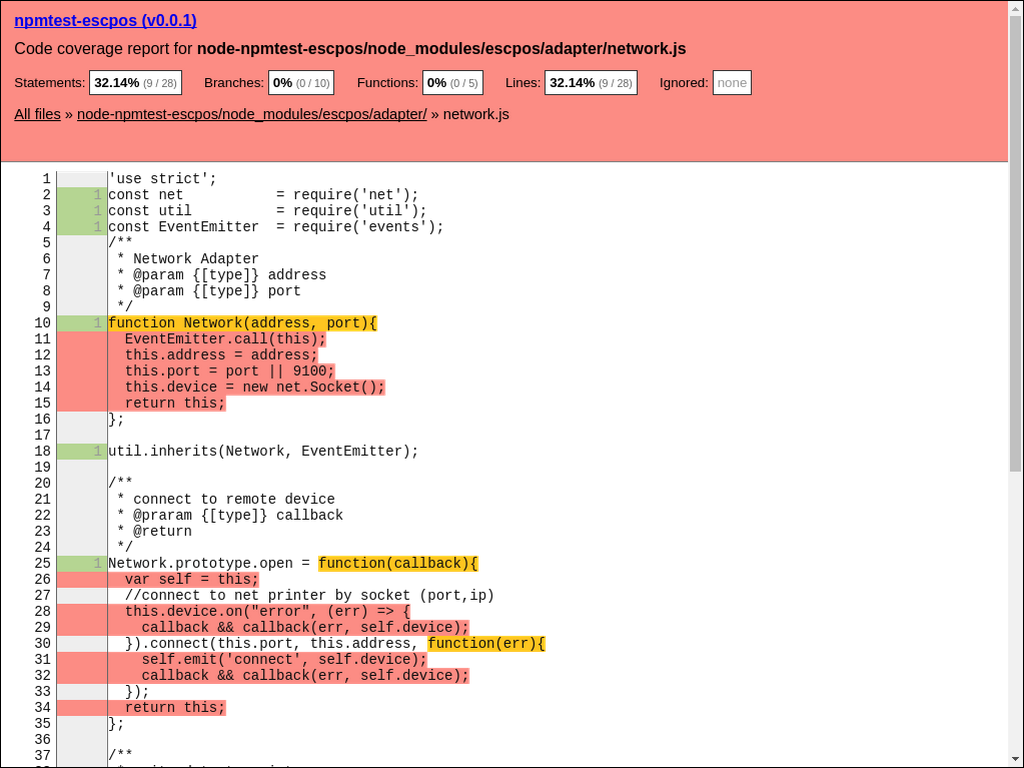 npmtest-escpos (v0.0.1)
Code coverage report for node-npmtest-escpos/node_modules/escpos/adapter/network.js
Statements: 32.14% (9 / 28) Branches: 0% (0 / 10) Functions: 0% (0 / 5) Lines: 32.14% (9 / 28) Ignored: none
All files » node-npmtest-escpos/node_modules/escpos/adapter/ » network.js
1 'use strict';
2 1 const net           = require('net');
3 1 const util          = require('util');
4 1 const EventEmitter  = require('events');
5 /**
6  * Network Adapter
7  * @param {[type]} address
8  * @param {[type]} port
9  */
10 1 function Network(address, port){
11   EventEmitter.call(this);
12   this.address = address;
13   this.port = port || 9100;
14   this.device = new net.Socket();
15   return this;
16 };
17
18 1 util.inherits(Network, EventEmitter);
19
20 /**
21  * connect to remote device
22  * @praram {[type]} callback
23  * @return
24  */
25 1 Network.prototype.open = function(callback){
26   var self = this;
27   //connect to net printer by socket (port,ip)
28   this.device.on("error", (err) => {
29     callback && callback(err, self.device);
30   }).connect(this.port, this.address, function(err){
31     self.emit('connect', self.device);
32     callback && callback(err, self.device);
33   });
34   return this;
35 };
36
37 /**